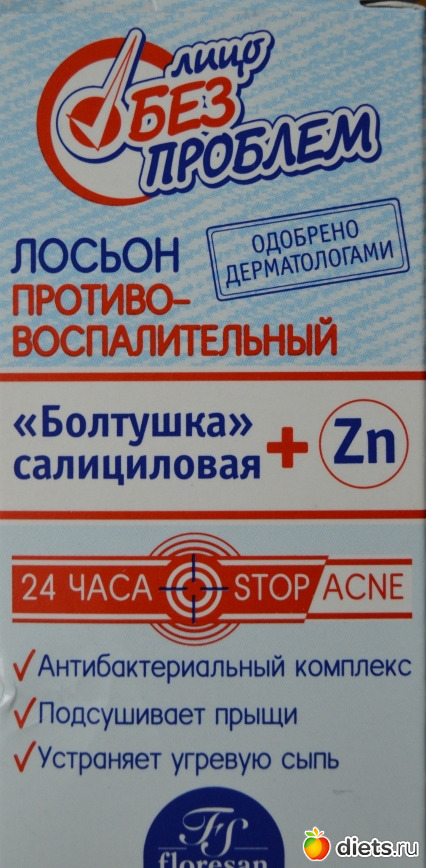 лицо
БЕЗ
ПРОБЛЕМ
ЛОСЬОН
ПРОТИВО-
ВОСПАЛИТЕЛЬНЫЙ
ОДОБРЕНО
ДЕРМАТОЛОГАМИ
«Болтушка»
салициловая
+ Zn
24 ЧАСА STOP ACNE
Антибактериальный комплекс
Подсушивает прыщи
Устраняет угревую сыпь
FS
floresan
diets.ru